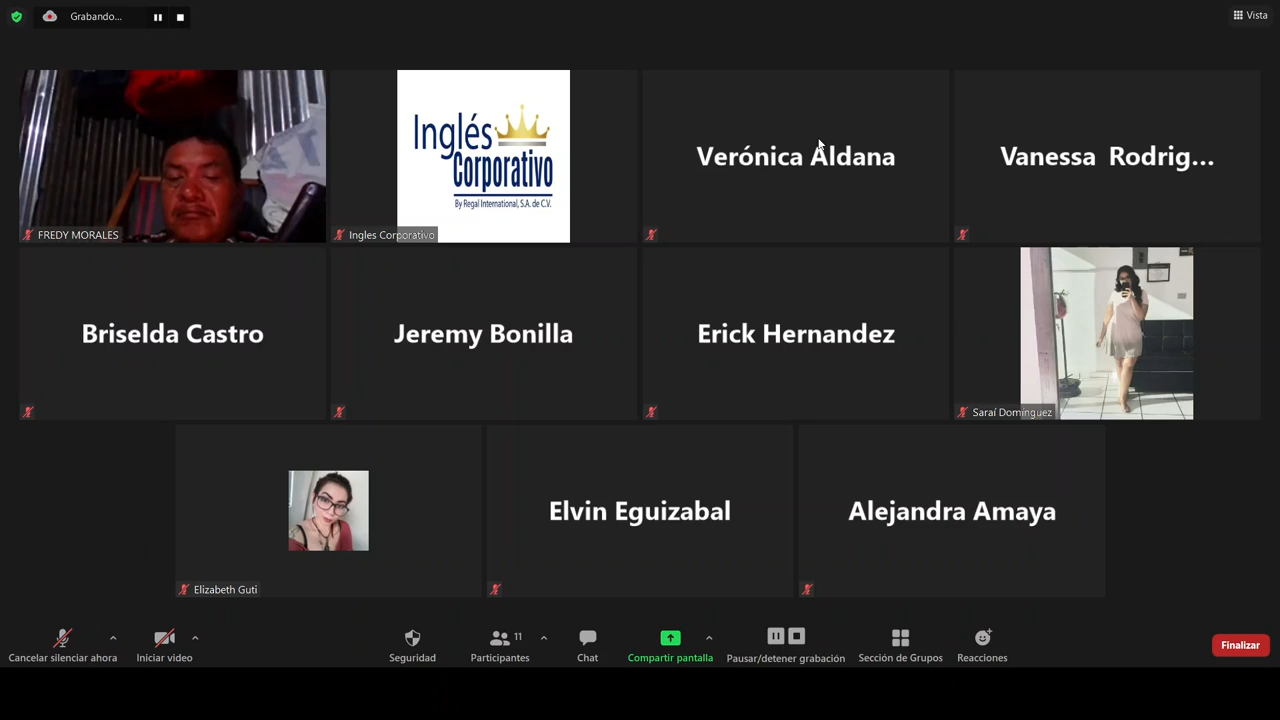 Grabando...
Vista
Inglés
Corporativo
By Regal International, S.A. de C.V.
FREDY MORALES
Ingles Corporativo
Verónica Aldana
Vanessa Rodrig...
Briselda Castro
Jeremy Bonilla
Erick Hernandez
Saraí Domínguez
Elizabeth Guti
Elvin Eguizabal
Alejandra Amaya
11
Cancelar silenciar ahora
Iniciar video
Seguridad
Participantes
Chat
Compartir pantalla
Pausar/detener grabación
Sección de Grupos
Reacciones
Finalizar